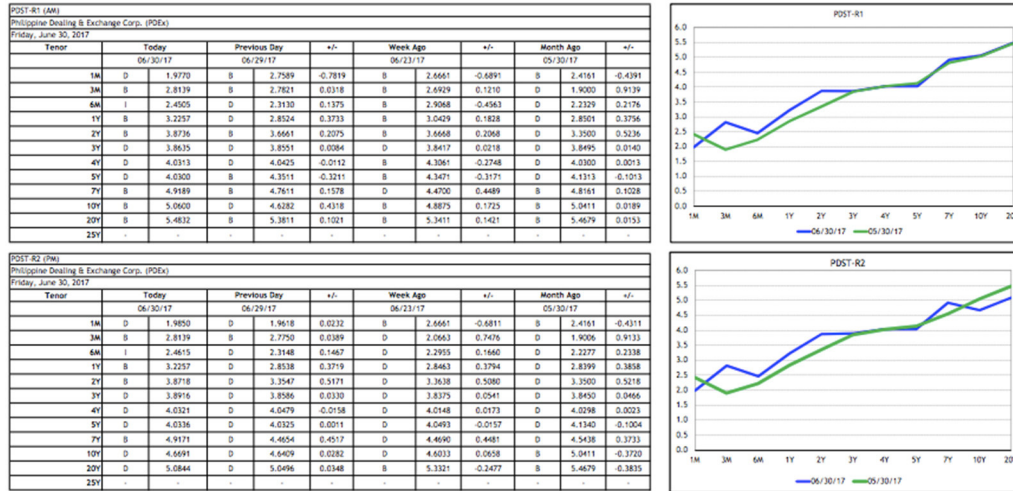 PDST-R1 (AM)
Philippine Dealing & Exchange Corp. (PDEx)
Friday, June 30, 2017
Tenor Today Previous Day +/- Week Ago +/- Month Ago +/-
06/30/17 06/29/17 06/23/17 05/30/17
1M D 1.9770 B 2.7589 -0.7819 B 2.6661 -0.6891 B 2.4161 -0.4391
3M B 2.8139 B 2.7821 0.0318 B 2.6929 0.1210 D 1.9000 0.9139
6M I 2.4505 D 2.3130 0.1375 B 2.9068 -0.4563 D 2.2329 0.2176
1Y B 3.2257 D 2.8524 0.3733 B 3.0429 0.1828 D 2.8501 0.3756
2Y B 3.8736 B 3.6661 0.2075 B 3.6668 0.2068 D 3.3500 0.5236
3Y D 3.8635 D 3.8551 0.0084 D 3.8417 0.0218 D 3.8495 0.0140
4Y D 4.0313 D 4.0425 -0.0112 B 4.3061 -0.2748 D 4.0300 0.0013
5Y D 4.0300 B 4.3511 -0.3211 B 4.3471 -0.3171 D 4.1313 -0.1013
7Y B 4.9189 B 4.7611 0.1578 B 4.4700 0.4489 B 4.8161 0.1028
10Y B 5.0600 D 4.6282 0.4318 B 4.8875 0.1725 D 5.0411 0.0189
20Y B 5.4832 B 5.3811 0.1021 B 5.3411 0.1421 B 5.4679 0.0153
25Y - - - - - - - - - -
PDST-R1
6.0
5.5
5.0
4.5
4.0
3.5
3.0
2.5
2.0
1.5
1.0
0.5
0.0
1M 3M 6M 1Y 2Y 3Y 4Y 5Y 7Y 10Y 20
06/30/17 05/30/17
PDST-R2 (PM)
Philippine Dealing & Exchange Corp. (PDEx)
Friday, June 30, 2017
Tenor Today Previous Day +/- Week Ago +/- Month Ago +/-
06/30/17 06/29/17 06/23/17 05/30/17
1M D 1.9850 D 1.9618 0.0232 B 2.6661 -0.6811 B 2.4161 -0.4311
3M B 2.8139 B 2.7750 0.0389 B 2.0663 0.7476 D 1.9006 0.9133
6M I 2.4615 D 2.3148 0.1467 D 2.2955 0.1660 D 2.2277 0.2338
1Y B 3.2257 D 2.8538 0.3719 B 2.8463 0.3794 D 2.8399 0.3858
2Y B 3.8718 D 3.3547 0.5171 D 3.3638 0.5080 D 3.3500 0.5218
3Y D 3.8916 D 3.8586 0.0330 D 3.8375 0.0541 D 3.8450 0.0466
4Y D 4.0321 D 4.0479 -0.0158 D 4.0148 0.0173 D 4.0298 0.0023
5Y D 4.0336 D 4.0325 0.0011 D 4.0493 -0.0157 D 4.1340 -0.1004
7Y B 4.9171 D 4.4654 0.4517 B 4.4690 0.4481 B 4.5438 0.3733
10Y D 4.6691 D 4.6409 0.0282 D 4.6033 0.0658 D 5.0411 -0.3720
20Y D 5.0844 D 5.0496 0.0348 B 5.3321 -0.2477 B 5.4679 -0.3835
25Y - - - - - - - - - -
PDST-R2
6.0
5.5
5.0
4.5
4.0
3.5
3.0
2.5
2.0
1.5
1.0
0.5
0.0
1M 3M 6M 1Y 2Y 3Y 4Y 5Y 7Y 10Y 20
06/30/17 05/30/17